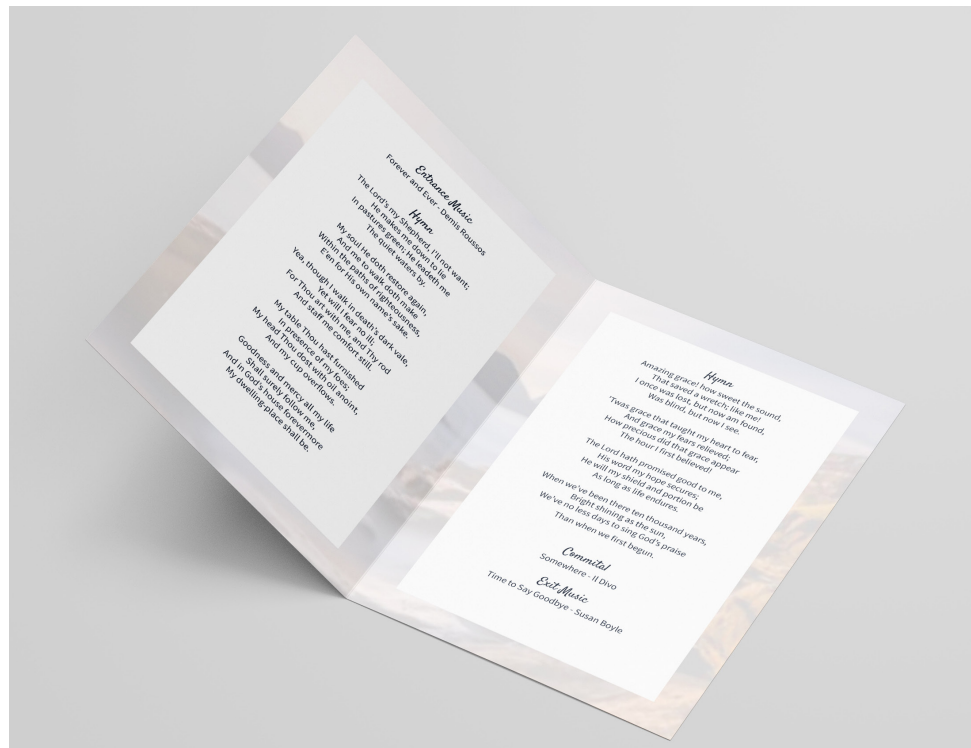 Entrance Music
Forever and Ever - Demis Roussos
Hymn
The Lord's my Shepherd, I'll not want;
He makes me down to lie
In pastures green; He leadeth me
The quiet waters by.
My soul He doth restore again,
And me to walk doth make
Within the paths of righteousness,
E'en for His own name's sake.
Yea, though I walk in death's dark vale,
Yet will I fear no ill;
For Thou art with me, and Thy rod
And staff me comfort still.
My table Thou hast furnished
In presence of my foes;
My head Thou dost with oil anoint,
And my cup overflows.
Goodness and mercy all my life
Shall surely follow me,
And in God's house forevermore
My dwelling-place shall be.
Hymn
Amazing grace! how sweet the sound,
That saved a wretch; like me!
I once was lost, but now am found,
Was blind, but now I see.
'Twas grace that taught my heart to fear,
And grace my fears relieved;
How precious did that grace appear
The hour I first believed!
The Lord hath promised good to me,
His word my hope secures;
He will my shield and portion be
As long as life endures.
When we've been there ten thousand years,
Bright shining as the sun,
We've no less days to sing God's praise
Than when we first begun.
Commital
Somewhere - Il Divo
Exit Music
Time to Say Goodbye - Susan Boyle